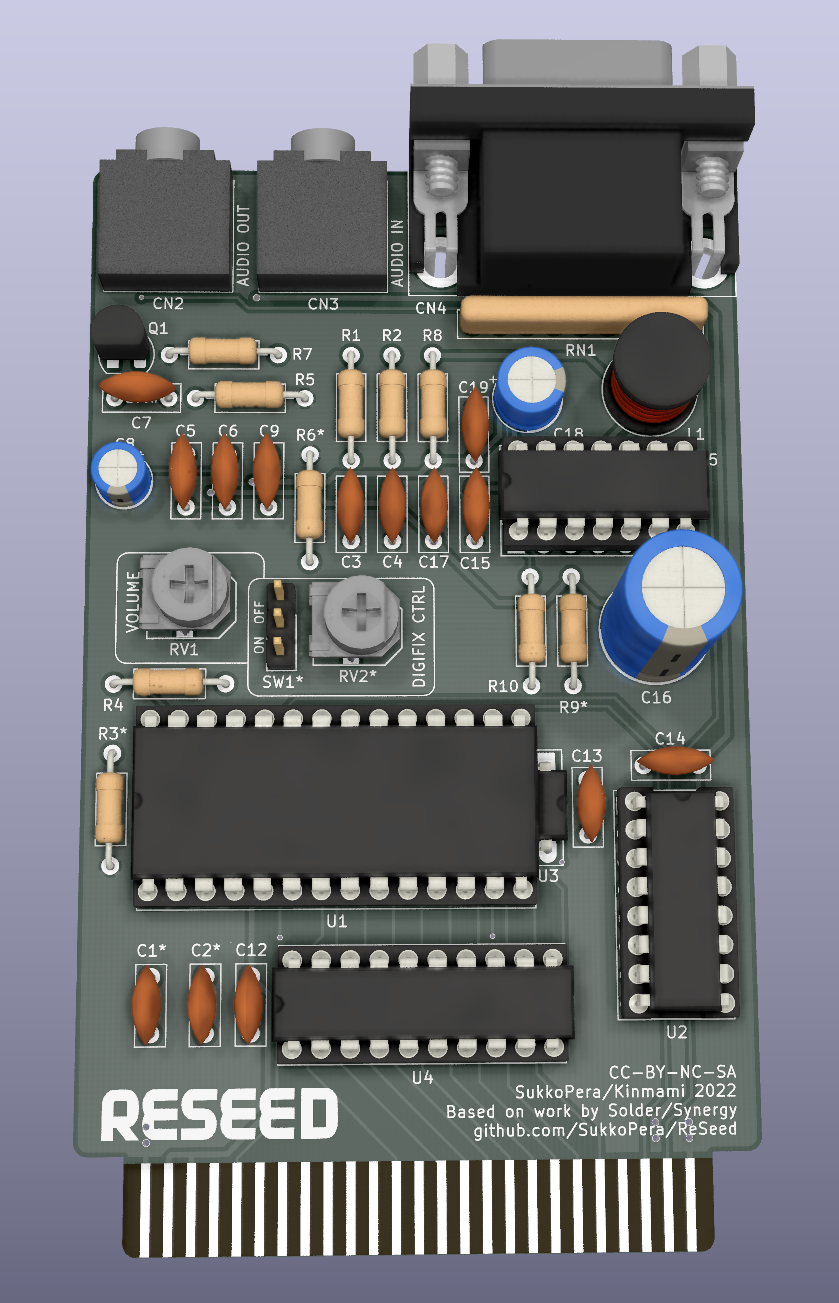 AUDIO OUT
AUDIO IN
CN2
CN3
CN4
Q1
R7
R1
R2
R8
RN1
R5
C19
C7
L1
C5
C6
C9
R6*
C18
5
C3
C4
C17
C15
VOLUME
RV1
ON OFF
SW1*
RV2*
DIGIFIX CTRL
R10
R9*
C16
R4
R3*
C14
C13
U3
U1
C1*
C2*
C12
U2
U4
RESEED
CC-BY-NC-SA
SukkoPera/Kinmami 2022
Based on work by Solder/Synergy
github.com/SukkoPera/ReSeed